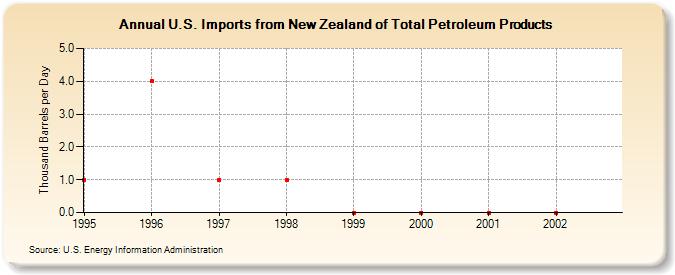 Annual U.S. Imports from New Zealand of Total Petroleum Products
Thousand Barrels per Day
5.0
4.0
3.0
2.0
1.0
0.0
1995 1996 1997 1998 1999 2000 2001 2002
Source: U.S. Energy Information Administration